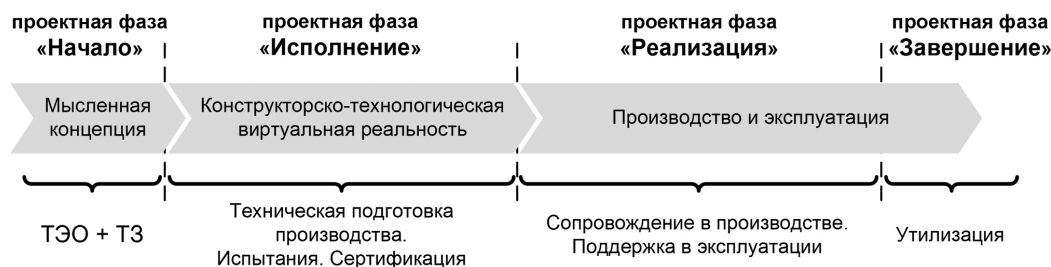 проектная фаза
«Начало»
проектная фаза
«Исполнение»
проектная фаза
«Реализация»
проектная фаза
«Завершение»
Мысленная
концепция
Конструкторско-технологическая
виртуальная реальность
Производство и эксплуатация
ТЭО + ТЗ
Техническая подготовка
производства.
Испытания. Сертификация
Сопровождение в производстве.
Поддержка в эксплуатации
Утилизация